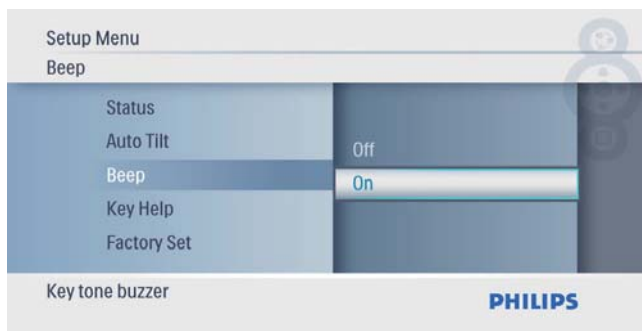 Setup Menu
Beep
Status
Auto Tilt
Beep
Key Help
Factory Set
Off
On
Key tone buzzer
PHILIPS